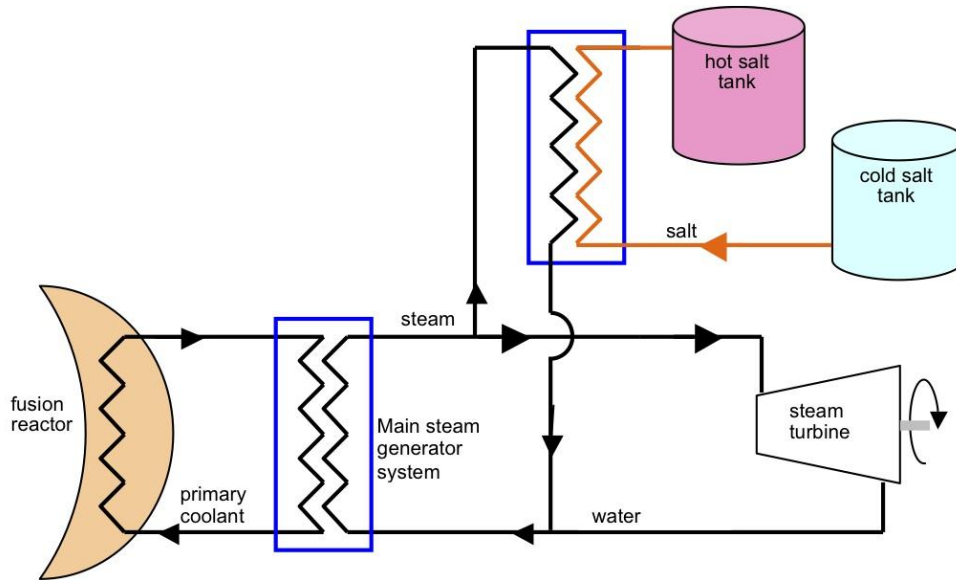 hot salt
tank
cold salt
tank
salt
steam
fusion
reactor
Main steam
generator
system
steam
turbine
primary
coolant
water